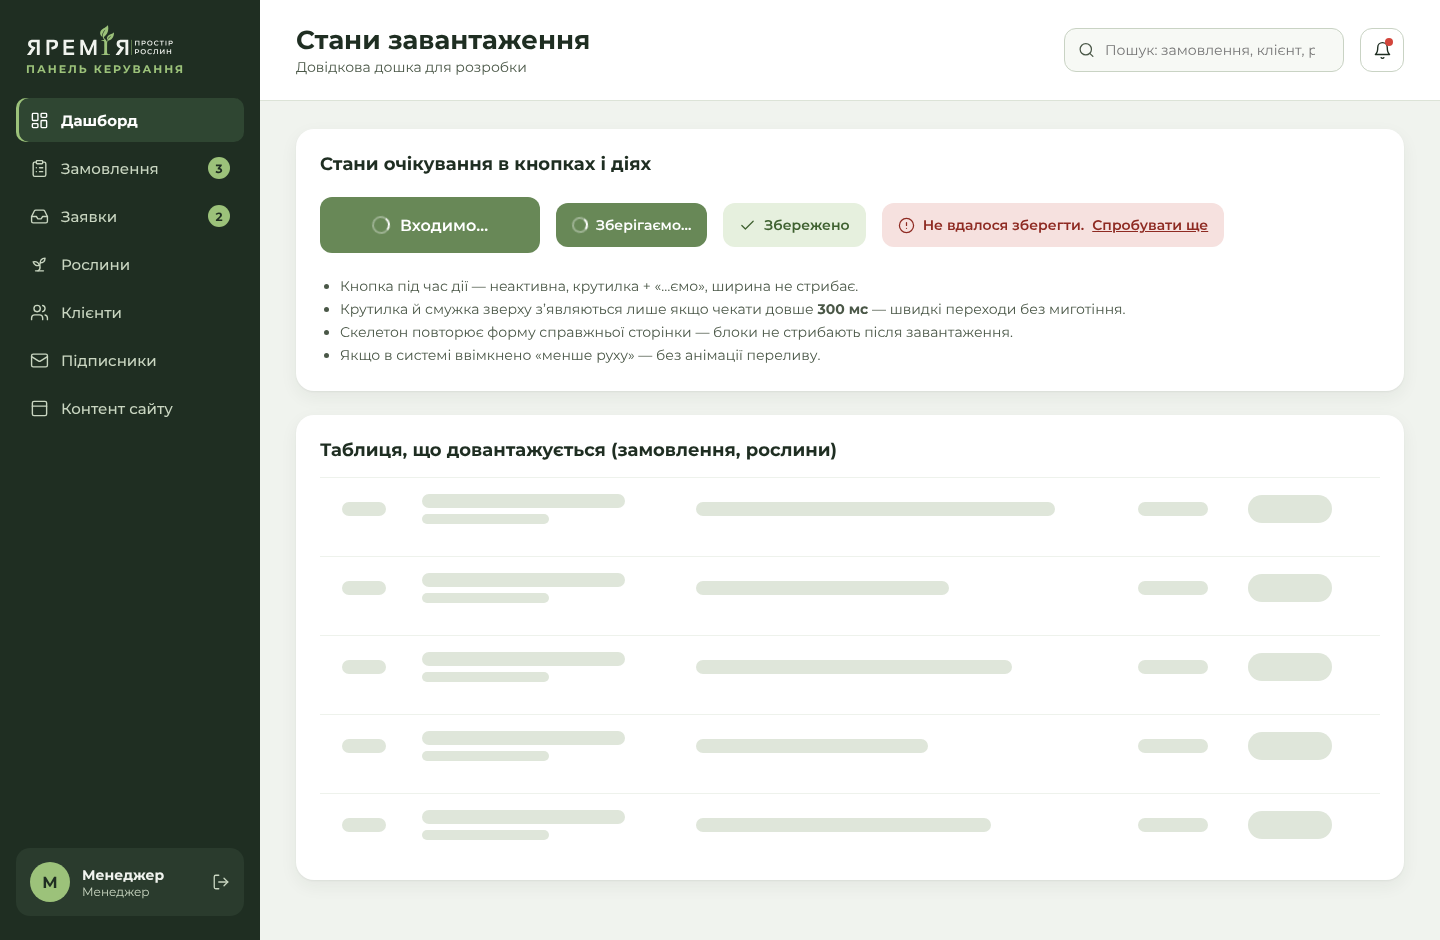 ЯРЕМІЯ ПРОСТІР РОСЛИН
ПАНЕЛЬ КЕРУВАННЯ
Дашборд
Замовлення 3
Заявки 2
Рослини
Клієнти
Підписники
Контент сайту
М
Менеджер
Менеджер
Стани завантаження
Довідкова дошка для розробки
Пошук: замовлення, клієнт, р
Стани очікування в кнопках і діях
Входимо…
Зберігаємо…
Збережено
Не вдалося зберегти. Спробувати ще
• Кнопка під час дії — неактивна, крутилка + «…ємо», ширина не стрибає.
• Крутилка й смужка зверху з’являються лише якщо чекати довше 300 мс — швидкі переходи без миготіння.
• Скелетон повторює форму справжньої сторінки — блоки не стрибають після завантаження.
• Якщо в системі ввімкнено «менше руху» — без анімації переливу.
Таблиця, що довантажується (замовлення, рослини)